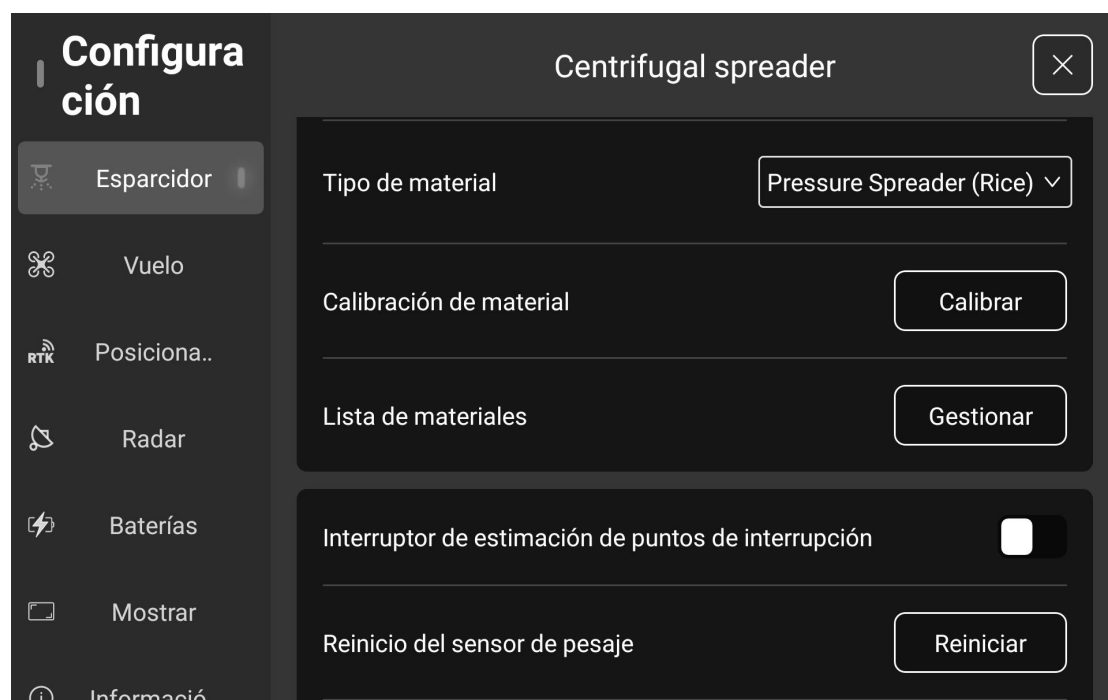 Configura
ción
Centrifugal spreader
Esparcidor
Tipo de material
Pressure Spreader (Rice)
Vuelo
Calibración de material
Calibrar
RTK
Posiciona..
Lista de materiales
Gestionar
Radar
Baterías
Interruptor de estimación de puntos de interrupción
Mostrar
Reinicio del sensor de pesaje
Reiniciar
Informació